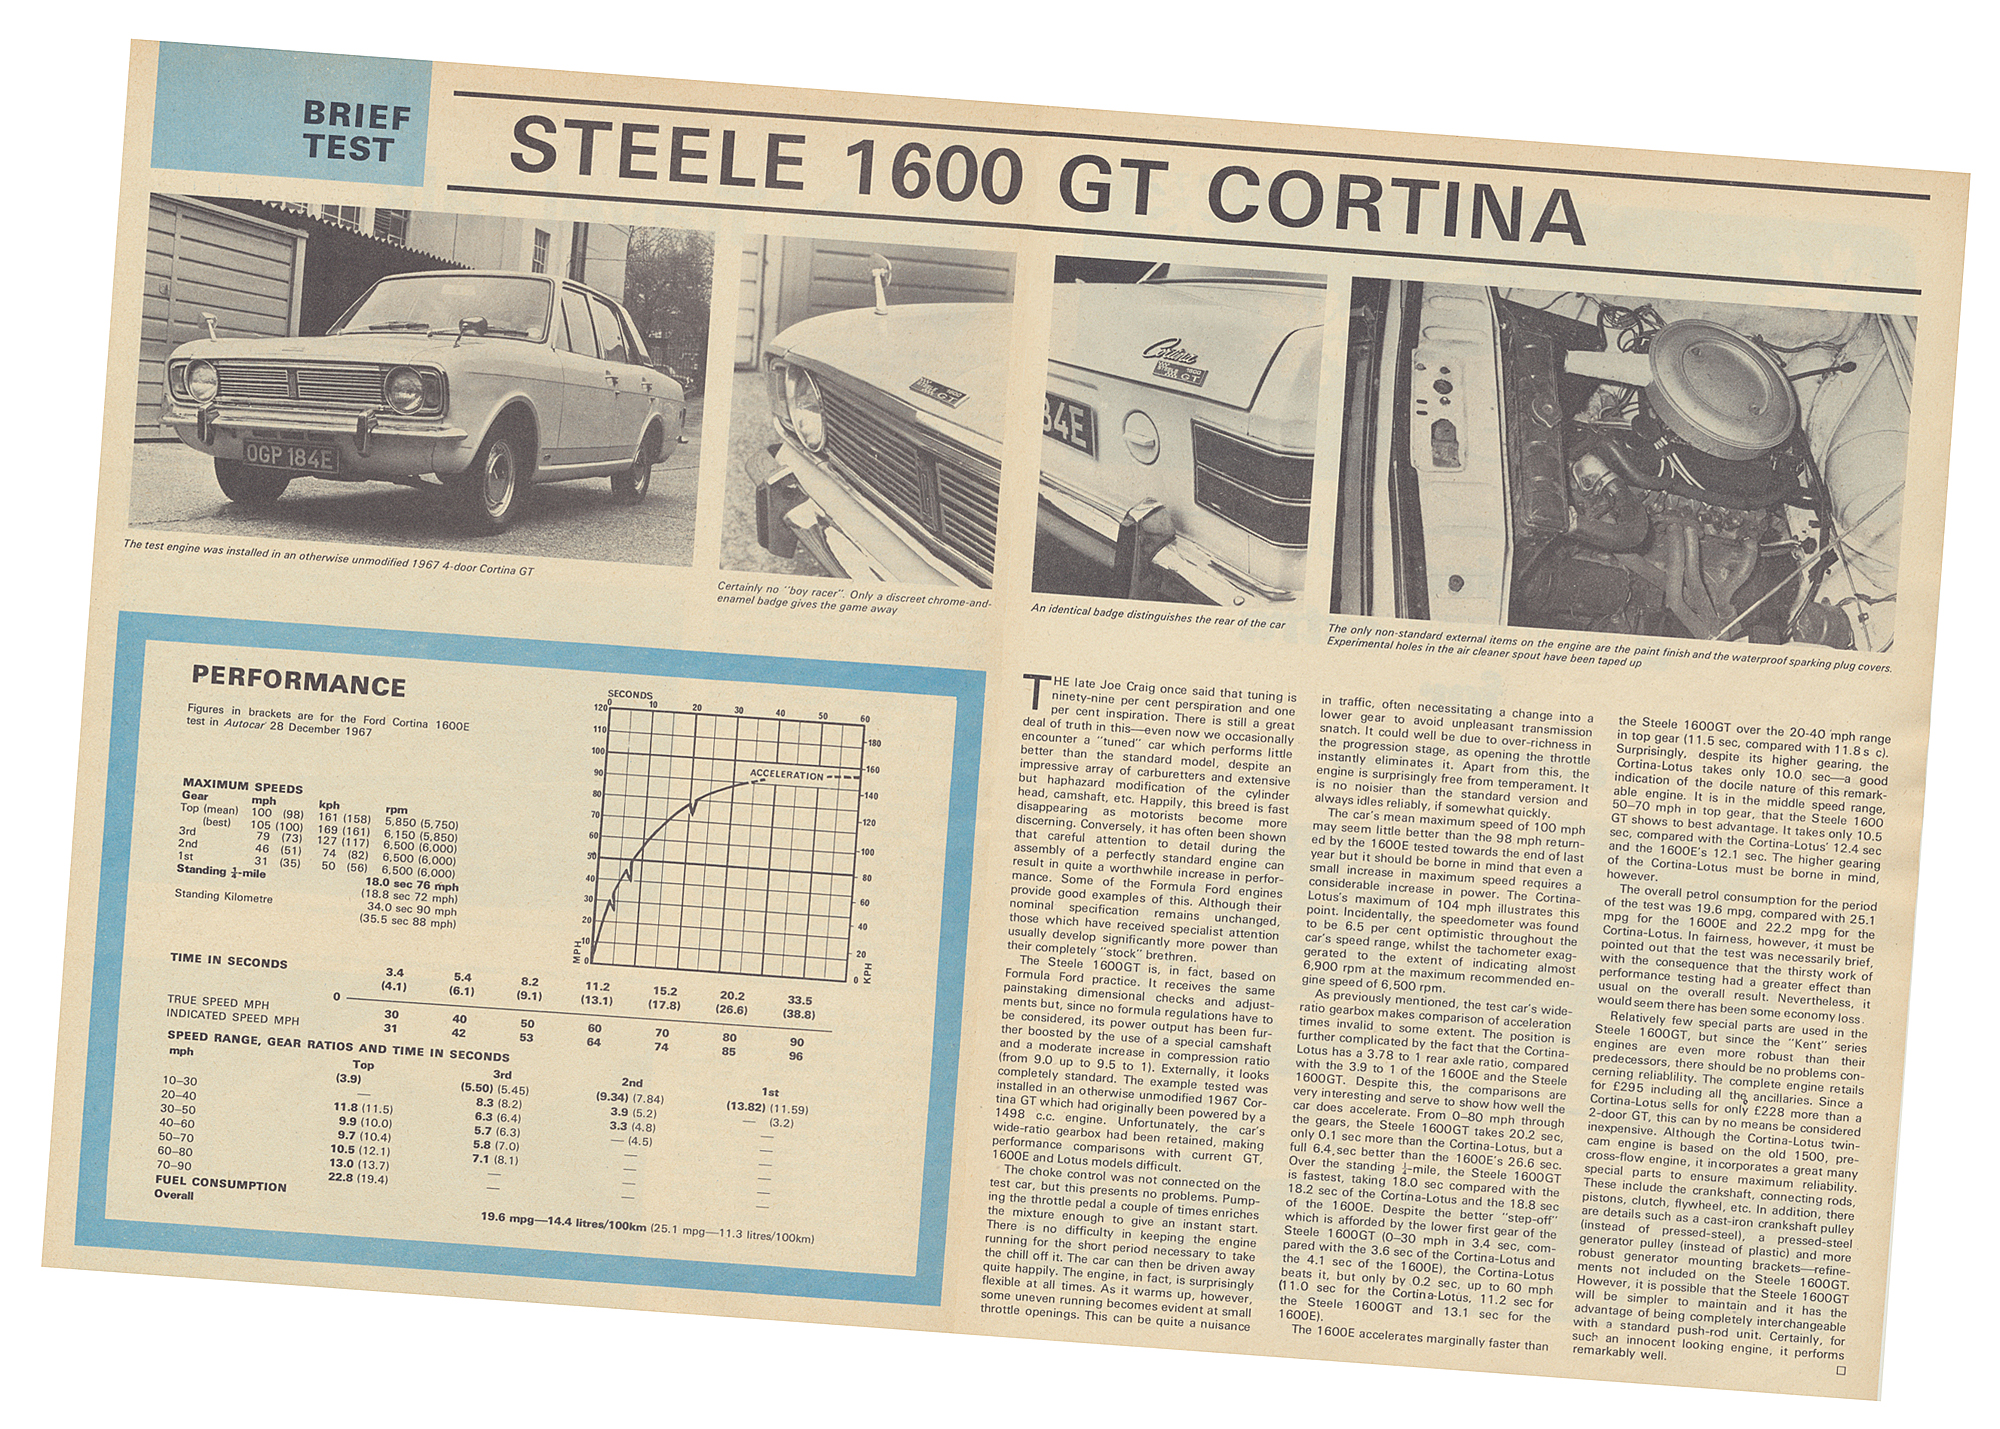 BRIEF
TEST
STEELE 1600 GT CORTINA
OGP 184E
STEELE 1600
GT
Cortina
STEELE 1600
GT
84E
The test engine was installed in an otherwise unmodified 1967 4-door Cortina GT
Certainly no "boy racer". Only a discreet chrome-and-
enamel badge gives the game away
An identical badge distinguishes the rear of the car
The only non-standard external items on the engine are the paint finish and the waterproof sparking plug covers.
Experimental holes in the air cleaner spout have been taped up
PERFORMANCE
Figures in brackets are for the Ford Cortina 1600E
test in Autocar 28 December 1967
MAXIMUM SPEEDS
Gear mph kph rpm
Top (mean) 100 (98) 161 (158) 5,850 (5,750)
(best) 105 (100) 169 (161) 6,150 (5,850)
3rd 79 (73) 127 (117) 6,500 (6,000)
2nd 46 (51) 74 (82) 6,500 (6,000)
1st 31 (35) 50 (56) 6,500 (6,000)
Standing ¼-mile 18.0 sec 76 mph
(18.8 sec 72 mph)
Standing Kilometre 34.0 sec 90 mph
(35.5 sec 88 mph)
SECONDS
0 10 20 30 40 50 60
120
110
100
90
80
70
60
50
40
30
20
10
0
MPH
ACCELERATION
180
160
140
120
100
80
60
40
20
0
KPH
TIME IN SECONDS 3.4 5.4 8.2 11.2 15.2 20.2 33.5
(4.1) (6.1) (9.1) (13.1) (17.8) (26.6) (38.8)
TRUE SPEED MPH 0 30 40 50 60 70 80 90
INDICATED SPEED MPH 31 42 53 64 74 85 96
SPEED RANGE, GEAR RATIOS AND TIME IN SECONDS
mph Top 3rd 2nd 1st
(3.9) (5.50) (5.45) (9.34) (7.84) (13.82) (11.59)
10–30 — 8.3 (8.2) 3.9 (5.2) — (3.2)
20–40 11.8 (11.5) 6.3 (6.4) 3.3 (4.8) —
30–50 9.9 (10.0) 5.7 (6.3) — (4.5) —
40–60 9.7 (10.4) 5.8 (7.0) — —
50–70 10.5 (12.1) 7.1 (8.1) — —
60–80 13.0 (13.7) — — —
70–90 22.8 (19.4) — — —
FUEL CONSUMPTION
Overall 19.6 mpg—14.4 litres/100km (25.1 mpg—11.3 litres/100km)
THE late Joe Craig once said that tuning is
ninety-nine per cent perspiration and one
per cent inspiration. There is still a great
deal of truth in this—even now we occasionally
encounter a "tuned" car which performs little
better than the standard model, despite an
impressive array of carburetters and extensive
but haphazard modification of the cylinder
head, camshaft, etc. Happily, this breed is fast
disappearing as motorists become more
discerning. Conversely, it has often been shown
that careful attention to detail during the
assembly of a perfectly standard engine can
result in quite a worthwhile increase in perfor-
mance. Some of the Formula Ford engines
provide good examples of this. Although their
nominal specification remains unchanged,
those which have received specialist attention
usually develop significantly more power than
their completely "stock" brethren.
The Steele 1600GT is, in fact, based on
Formula Ford practice. It receives the same
painstaking dimensional checks and adjust-
ments but, since no formula regulations have to
be considered, its power output has been fur-
ther boosted by the use of a special camshaft
and a moderate increase in compression ratio
(from 9.0 up to 9.5 to 1). Externally, it looks
completely standard. The example tested was
installed in an otherwise unmodified 1967 Cor-
tina GT which had originally been powered by a
1498 c.c. engine. Unfortunately, the car's
wide-ratio gearbox had been retained, making
performance comparisons with current GT,
1600E and Lotus models difficult.
The choke control was not connected on the
test car, but this presents no problems. Pump-
ing the throttle pedal a couple of times enriches
the mixture enough to give an instant start.
There is no difficulty in keeping the engine
running for the short period necessary to take
the chill off it. The car can then be driven away
quite happily. The engine, in fact, is surprisingly
flexible at all times. As it warms up, however,
some uneven running becomes evident at small
throttle openings. This can be quite a nuisance
in traffic, often necessitating a change into a
lower gear to avoid unpleasant transmission
snatch. It could well be due to over-richness in
the progression stage, as opening the throttle
instantly eliminates it. Apart from this, the
engine is surprisingly free from temperament. It
is no noisier than the standard version and
always idles reliably, if somewhat quickly.
The car's mean maximum speed of 100 mph
may seem little better than the 98 mph return-
ed by the 1600E tested towards the end of last
year but it should be borne in mind that even a
small increase in maximum speed requires a
considerable increase in power. The Cortina-
Lotus's maximum of 104 mph illustrates this
point. Incidentally, the speedometer was found
to be 6.5 per cent optimistic throughout the
car's speed range, whilst the tachometer exag-
gerated to the extent of indicating almost
6,900 rpm at the maximum recommended en-
gine speed of 6,500 rpm.
As previously mentioned, the test car's wide-
ratio gearbox makes comparison of acceleration
times invalid to some extent. The position is
further complicated by the fact that the Cortina-
Lotus has a 3.78 to 1 rear axle ratio, compared
with the 3.9 to 1 of the 1600E and the Steele
1600GT. Despite this, the comparisons are
very interesting and serve to show how well the
car does accelerate. From 0–80 mph through
the gears, the Steele 1600GT takes 20.2 sec,
only 0.1 sec more than the Cortina-Lotus, but a
full 6.4 sec better than the 1600E's 26.6 sec.
Over the standing ¼-mile, the Steele 1600GT
is fastest, taking 18.0 sec compared with the
18.2 sec of the Cortina-Lotus and the 18.8 sec
of the 1600E. Despite the better "step-off"
which is afforded by the lower first gear of the
Steele 1600GT (0–30 mph in 3.4 sec, com-
pared with the 3.6 sec of the Cortina-Lotus and
the 4.1 sec of the 1600E), the Cortina-Lotus
beats it, but only by 0.2 sec, up to 60 mph
(11.0 sec for the Cortina-Lotus, 11.2 sec for
the Steele 1600GT and 13.1 sec for the
1600E).
The 1600E accelerates marginally faster than
the Steele 1600GT over the 20-40 mph range
in top gear (11.5 sec, compared with 11.8 s c).
Surprisingly, despite its higher gearing, the
Cortina-Lotus takes only 10.0 sec—a good
indication of the docile nature of this remark-
able engine. It is in the middle speed range,
50–70 mph in top gear, that the Steele 1600
GT shows to best advantage. It takes only 10.5
sec, compared with the Cortina-Lotus' 12.4 sec
and the 1600E's 12.1 sec. The higher gearing
of the Cortina-Lotus must be borne in mind,
however.
The overall petrol consumption for the period
of the test was 19.6 mpg, compared with 25.1
mpg for the 1600E and 22.2 mpg for the
Cortina-Lotus. In fairness, however, it must be
pointed out that the test was necessarily brief,
with the consequence that the thirsty work of
performance testing had a greater effect than
usual on the overall result. Nevertheless, it
would seem there has been some economy loss.
Relatively few special parts are used in the
Steele 1600GT, but since the "Kent" series
engines are even more robust than their
predecessors, there should be no problems con-
cerning reliablility. The complete engine retails
for £295 including all the ancillaries. Since a
Cortina-Lotus sells for only £228 more than a
2-door GT, this can by no means be considered
inexpensive. Although the Cortina-Lotus twin-
cam engine is based on the old 1500, pre-
cross-flow engine, it incorporates a great many
special parts to ensure maximum reliability.
These include the crankshaft, connecting rods,
pistons, clutch, flywheel, etc. In addition, there
are details such as a cast-iron crankshaft pulley
(instead of pressed-steel), a pressed-steel
generator pulley (instead of plastic) and more
robust generator mounting brackets—refine-
ments not included on the Steele 1600GT.
However, it is possible that the Steele 1600GT
will be simpler to maintain and it has the
advantage of being completely interchangeable
with a standard push-rod unit. Certainly, for
such an innocent looking engine, it performs
remarkably well.